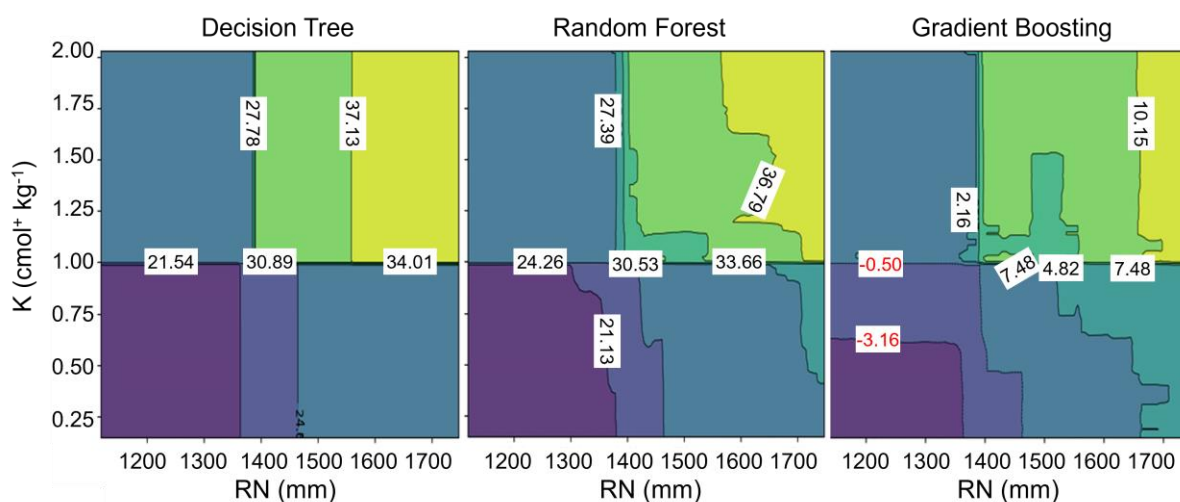 Decision Tree
Random Forest
Gradient Boosting
K (cmol⁺ kg⁻¹)
2.00
1.75
1.50
1.25
1.00
0.75
0.50
0.25
27.78
37.13
21.54
30.89
34.01
27.39
36.79
24.26
30.53
33.66
21.13
10.15
2.16
-0.50
7.48
4.82
7.48
-3.16
1200 1300 1400 1500 1600 1700
1200 1300 1400 1500 1600 1700
1200 1300 1400 1500 1600 1700
RN (mm)
RN (mm)
RN (mm)